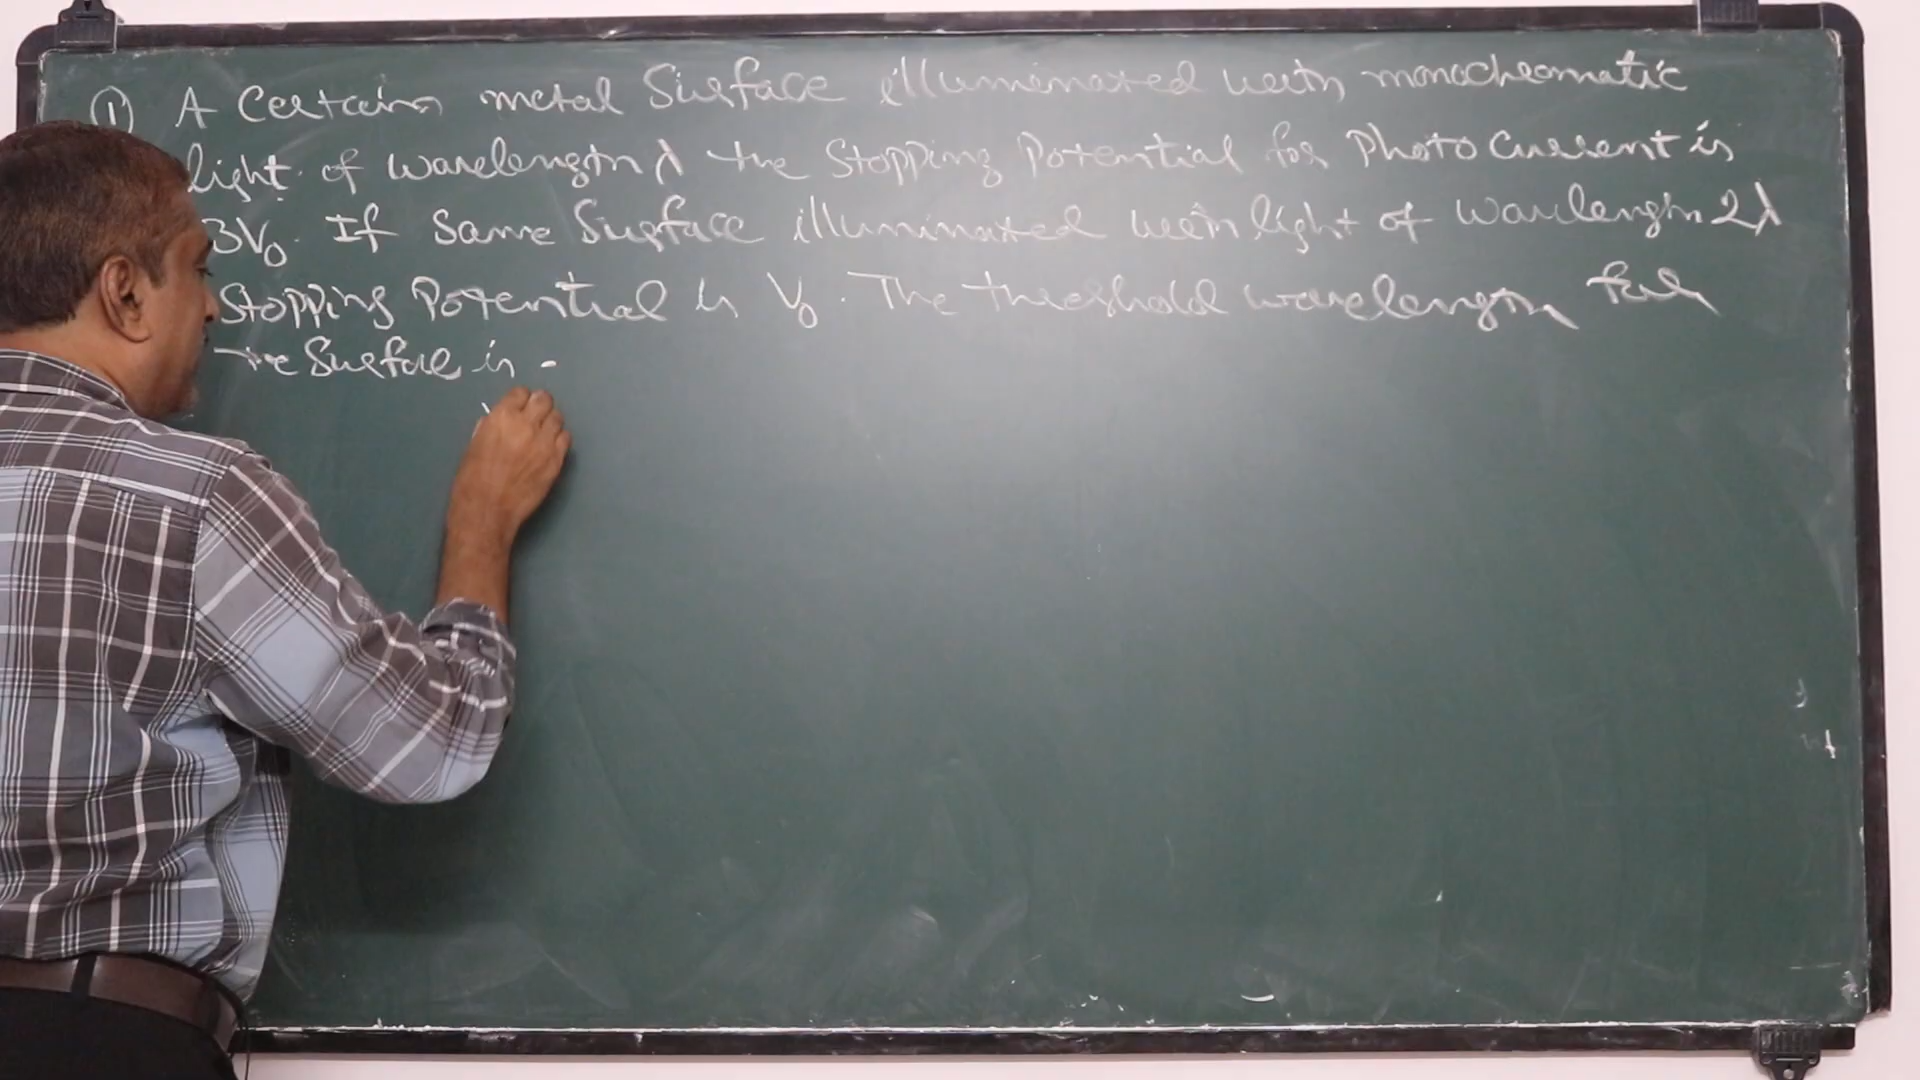 ① A Certain metal Surface illuminated with monochromatic
light of wavelength λ the Stopping Potential for Photo Current is
3V₀. If Same Surface illuminated with light of wavelength 2λ
Stopping Potential is V₀. The threshold wavelength for
the Surface is -